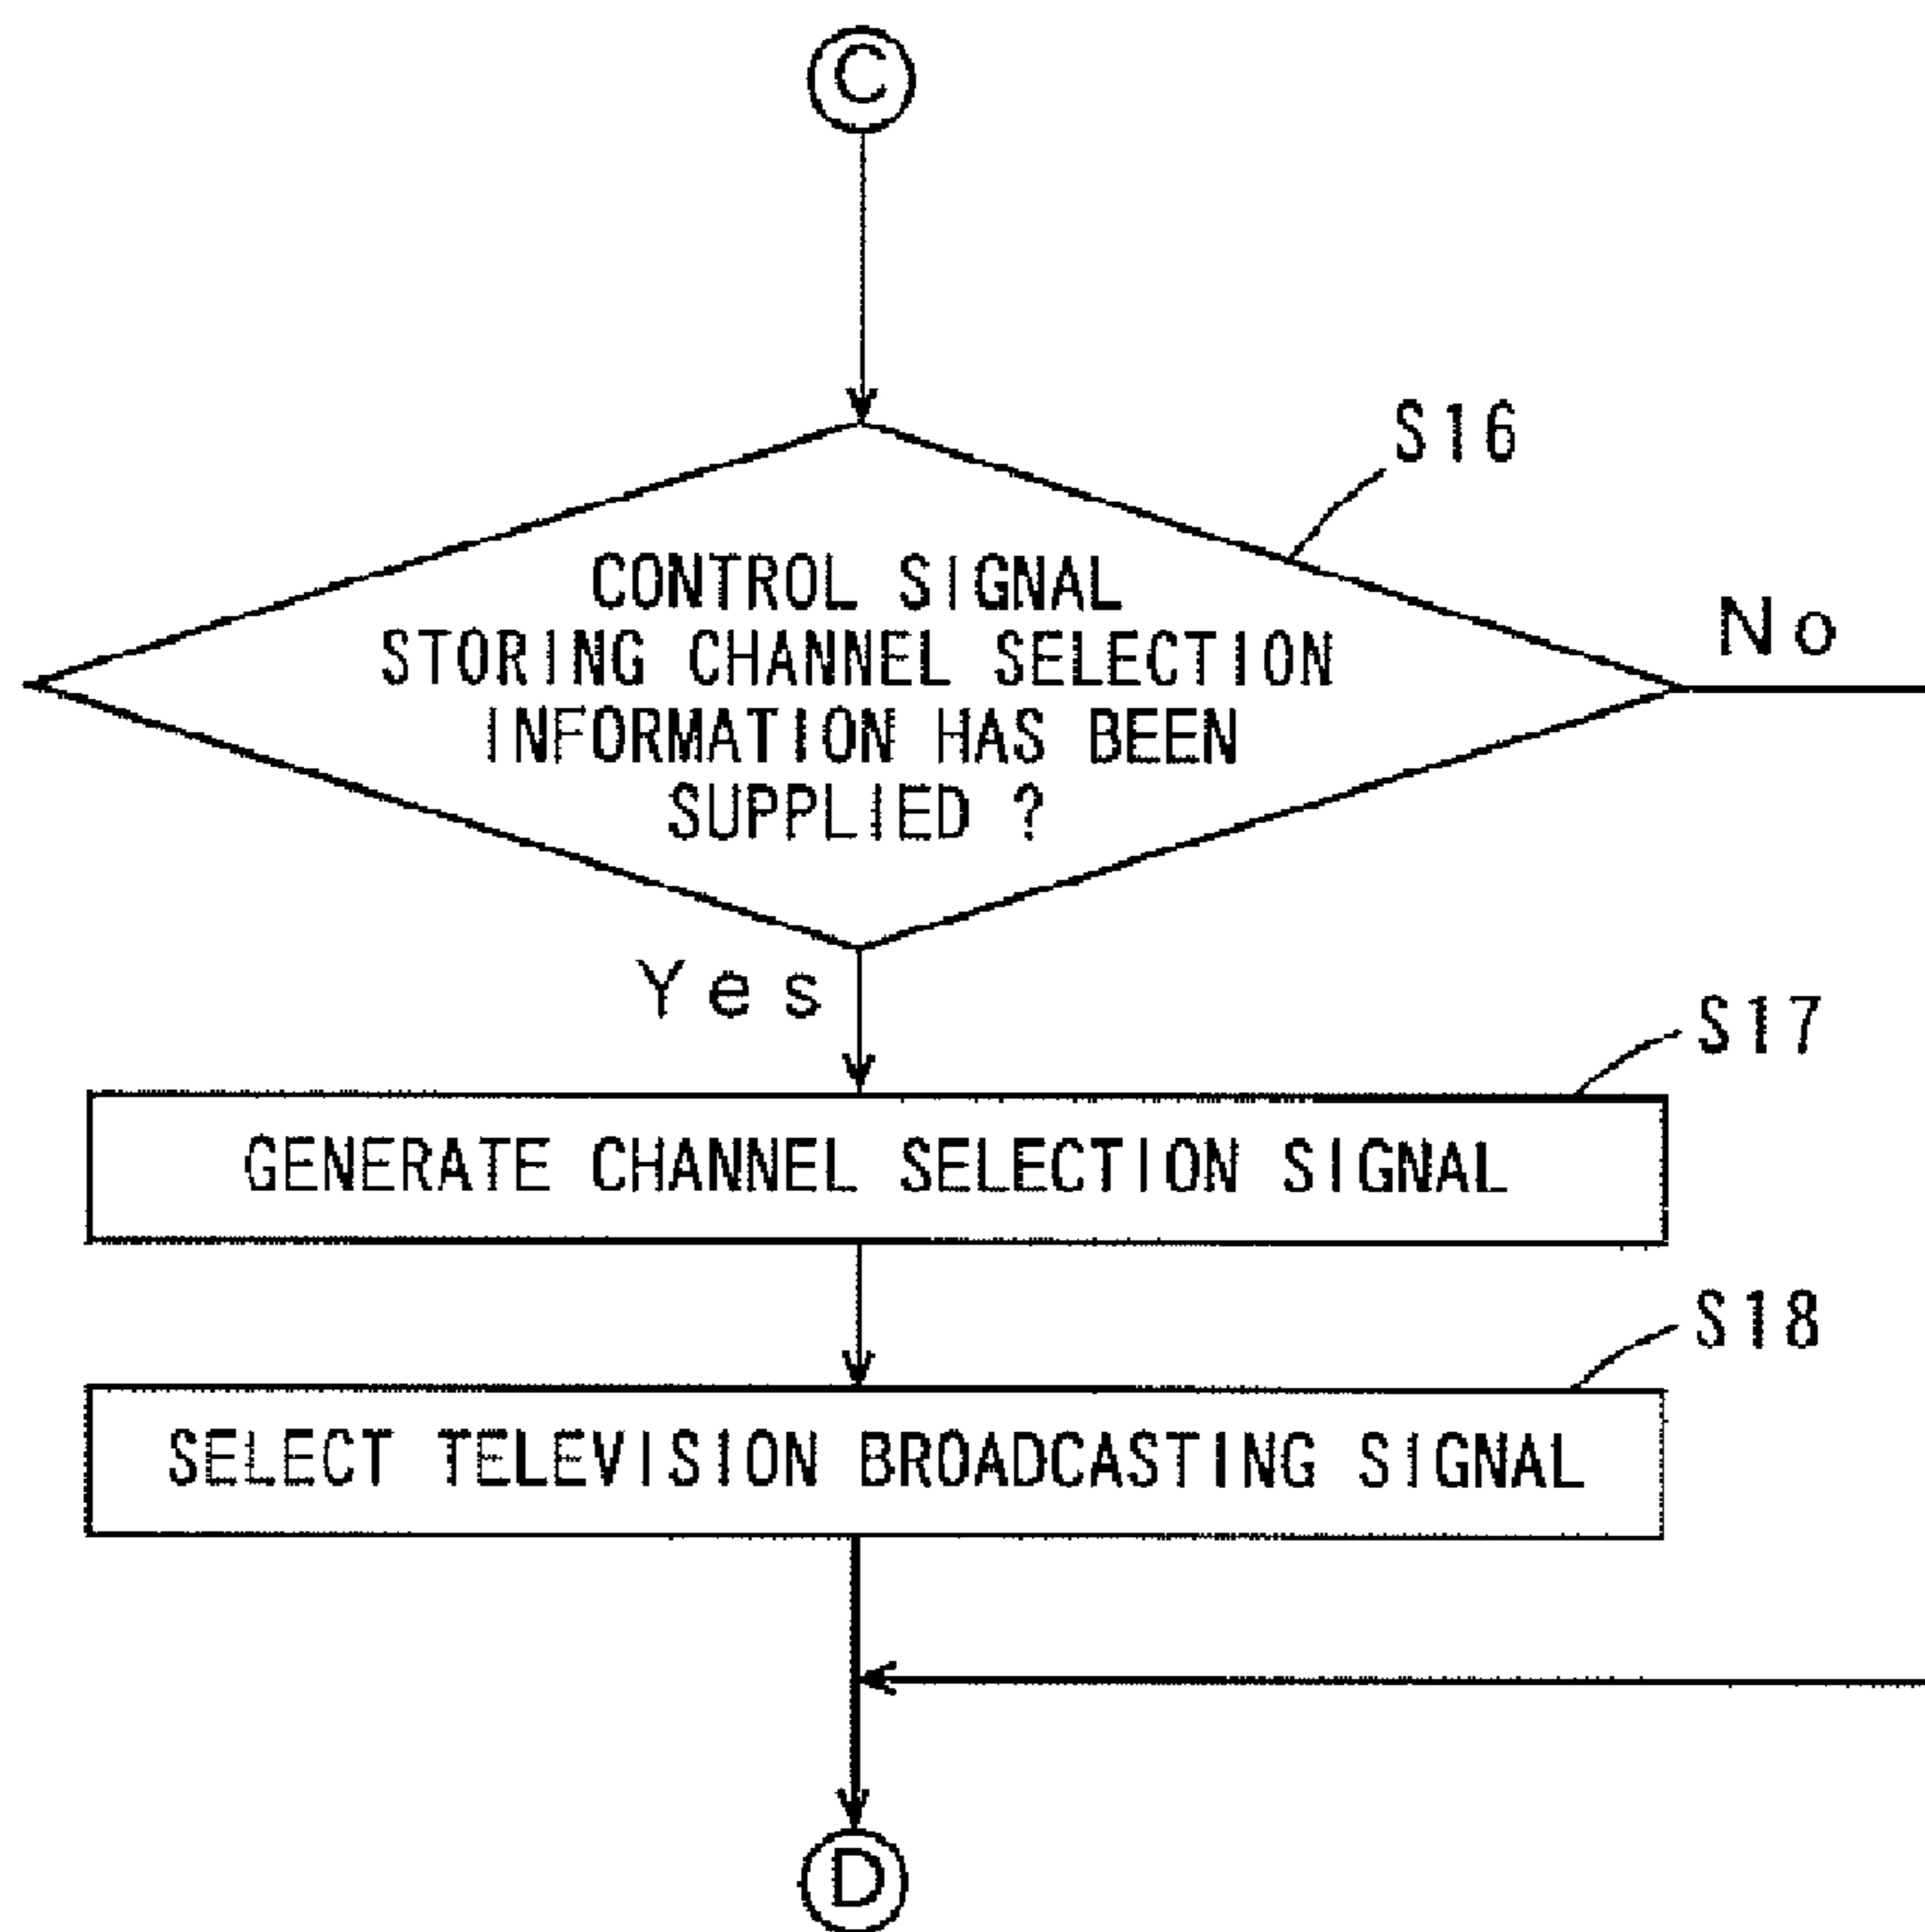 C
S16
CONTROL SIGNAL
STORING CHANNEL SELECTION
INFORMATION HAS BEEN
SUPPLIED ?
No
Yes
S17
GENERATE CHANNEL SELECTION SIGNAL
S18
SELECT TELEVISION BROADCASTING SIGNAL
D